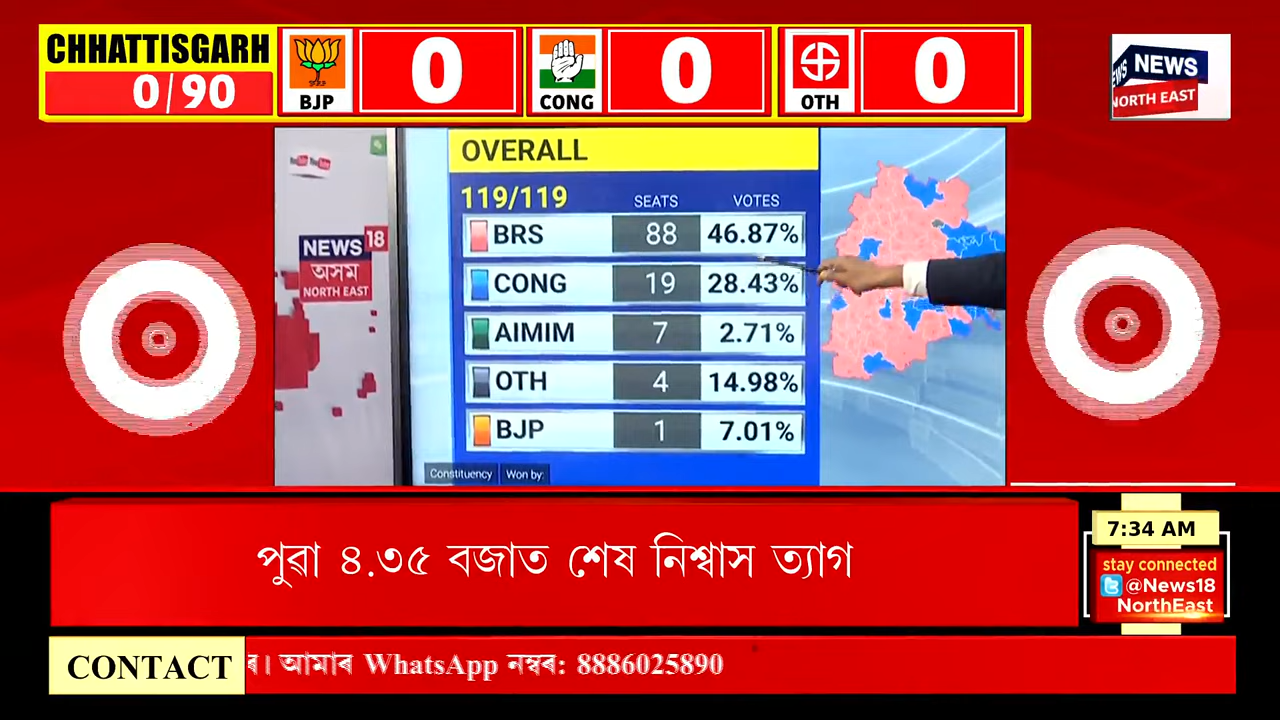 CHHATTISGARH
0/90
BJP
0
CONG
0
OTH
0
NEWS
NORTH EAST
OVERALL
119/119 SEATS VOTES
BRS 88 46.87%
CONG 19 28.43%
AIMIM 7 2.71%
OTH 4 14.98%
BJP 1 7.01%
Constituency Won by:
NEWS 18
অসম
NORTH EAST
পুৱা ৪.৩৫ বজাত শেষ নিশ্বাস ত্যাগ
7:34 AM
stay connected
@News18
NorthEast
CONTACT ৰ। আমাৰ WhatsApp নম্বৰ: 8886025890